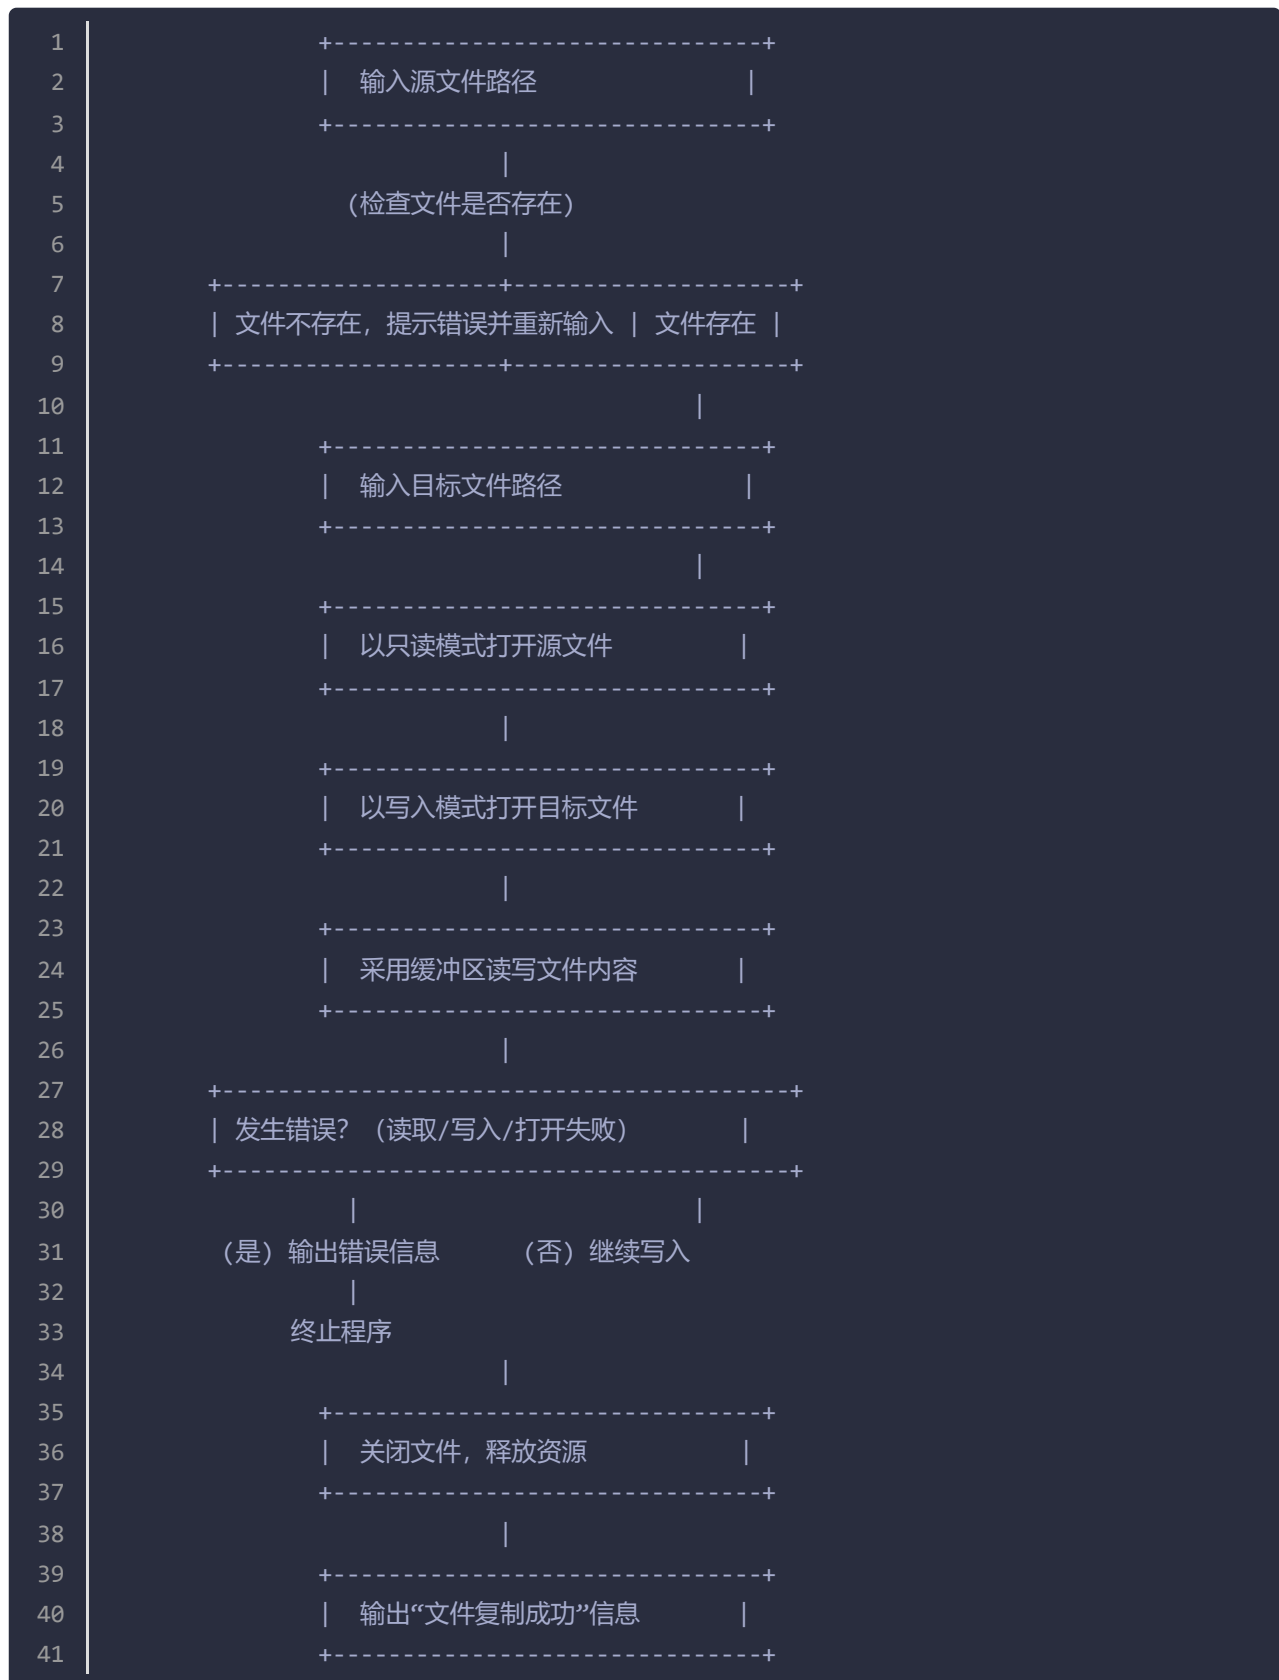 1 +-------------------------------+
2 |  输入源文件路径               |
3 +-------------------------------+
4 |
5 (检查文件是否存在)
6 |
7 +--------------------+--------------------+
8 | 文件不存在，提示错误并重新输入 | 文件存在 |
9 +--------------------+--------------------+
10 |
11 +-------------------------------+
12 |  输入目标文件路径             |
13 +-------------------------------+
14 |
15 +-------------------------------+
16 |  以只读模式打开源文件         |
17 +-------------------------------+
18 |
19 +-------------------------------+
20 |  以写入模式打开目标文件       |
21 +-------------------------------+
22 |
23 +-------------------------------+
24 |  采用缓冲区读写文件内容       |
25 +-------------------------------+
26 |
27 +-----------------------------------------+
28 | 发生错误？（读取/写入/打开失败）        |
29 +-----------------------------------------+
30 |                        |
31 (是) 输出错误信息      (否) 继续写入
32 |
33 终止程序
34 |
35 +-------------------------------+
36 |  关闭文件，释放资源           |
37 +-------------------------------+
38 |
39 +-------------------------------+
40 |  输出“文件复制成功”信息       |
41 +-------------------------------+